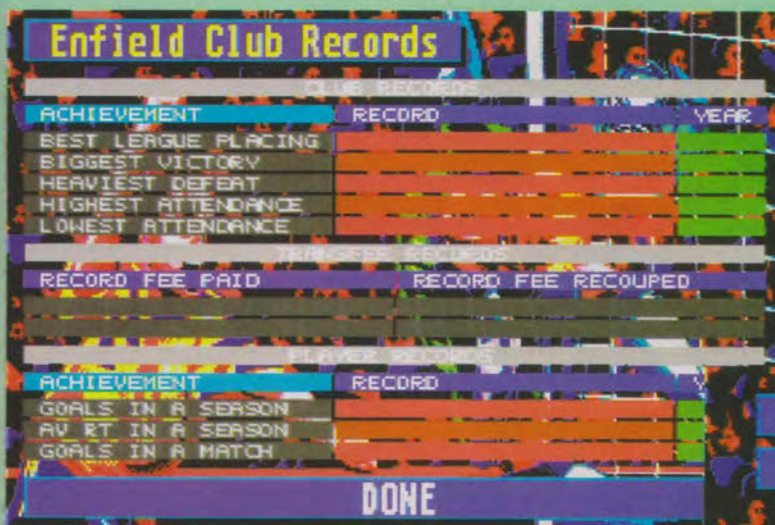 Enfield Club Records
CLUB RECORDS
ACHIEVEMENT RECORD YEAR
BEST LEAGUE PLACING
BIGGEST VICTORY
HEAVIEST DEFEAT
HIGHEST ATTENDANCE
LOWEST ATTENDANCE
TRANSFER RECORDS
RECORD FEE PAID RECORD FEE RECOUPED
PLAYER RECORDS
ACHIEVEMENT RECORD Y
GOALS IN A SEASON
AV RT IN A SEASON
GOALS IN A MATCH
DONE